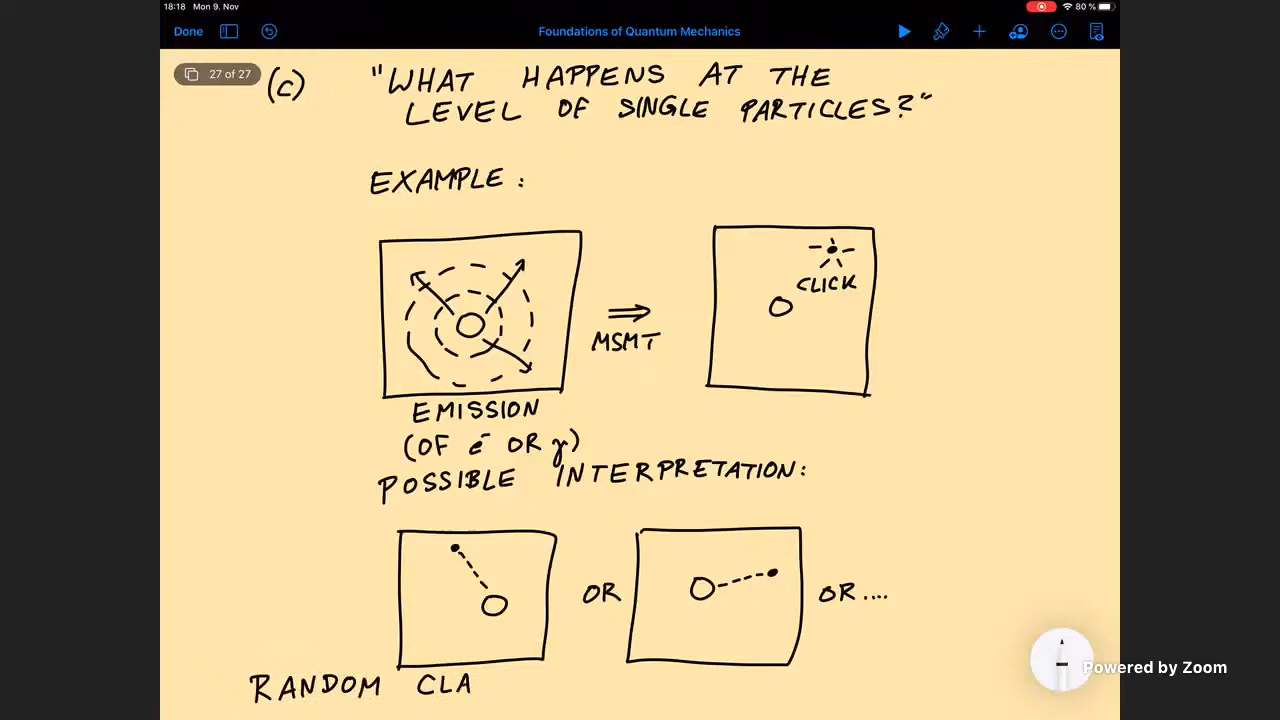 18:18 Mon 9. Nov
80 %
Done
Foundations of Quantum Mechanics
27 of 27
(c) "WHAT HAPPENS AT THE
LEVEL OF SINGLE PARTICLES?"
EXAMPLE:
CLICK
⇒
MSMT
EMISSION
(OF e⁻ OR γ)
POSSIBLE INTERPRETATION:
OR
OR....
RANDOM CLA
Powered by Zoom